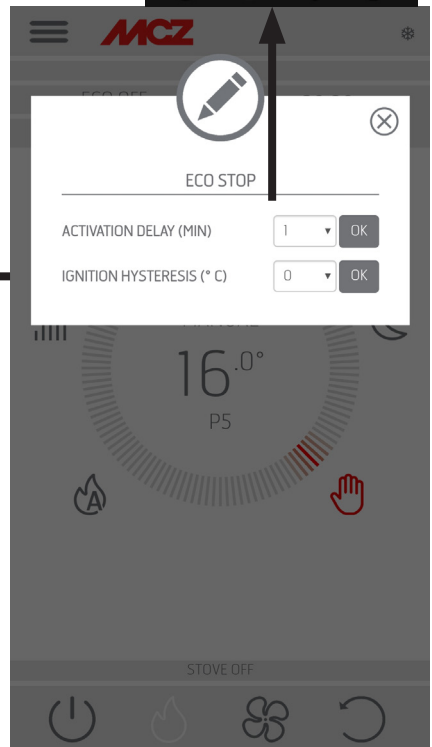 MCZ
ECO STOP
ACTIVATION DELAY (MIN) 1 OK
IGNITION HYSTERESIS (° C) 0 OK
16.0°
P5
A
STOVE OFF